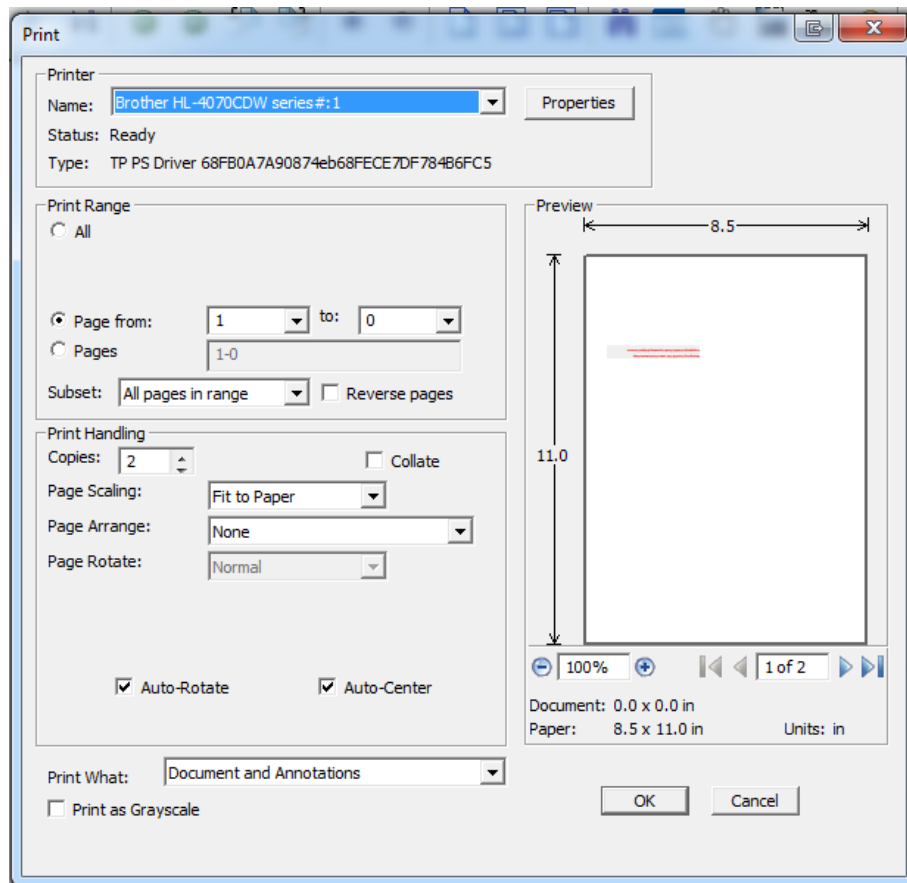 Print
Printer
Name: Brother HL-4070CDW series#:1 Properties
Status: Ready
Type: TP PS Driver 68FB0A7A90874eb68FECE7DF784B6FC5
Print Range
All
Page from: 1 to: 0
Pages 1-0
Subset: All pages in range Reverse pages
Print Handling
Copies: 2 Collate
Page Scaling: Fit to Paper
Page Arrange: None
Page Rotate: Normal
Auto-Rotate Auto-Center
Print What: Document and Annotations
Print as Grayscale
Preview
8.5
11.0
100% 1 of 2
Document: 0.0 x 0.0 in
Paper: 8.5 x 11.0 in Units: in
OK Cancel